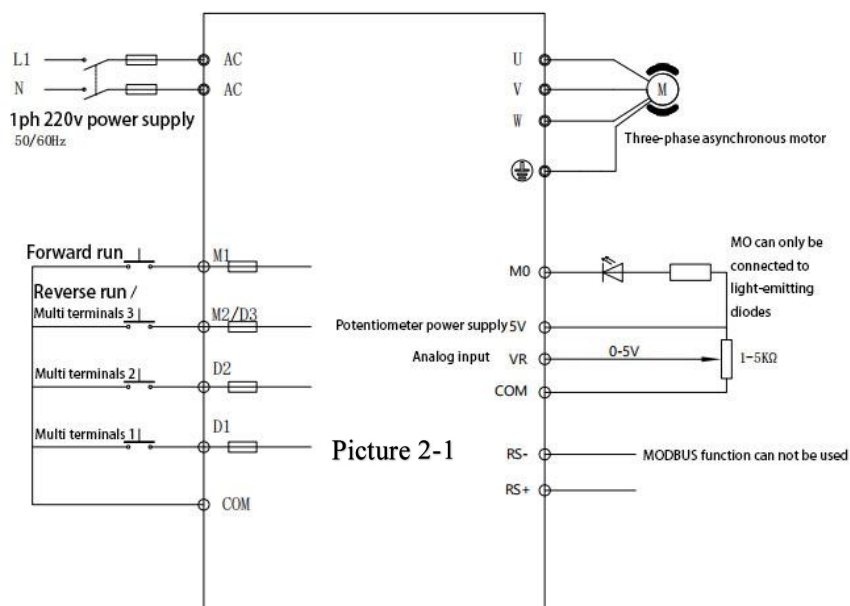 L1
AC
N
AC
1ph 220v power supply
50/60Hz
U
V
W
M
Three-phase asynchronous motor
Forward run
M1
Reverse run /
Multi terminals 3
M2/D3
Multi terminals 2
D2
Multi terminals 1
D1
COM
Picture 2-1
M0
MO can only be
connected to
light-emitting
diodes
Potentiometer power supply 5V
Analog input
VR
0-5V
1-5KΩ
COM
RS-
MODBUS function can not be used
RS+